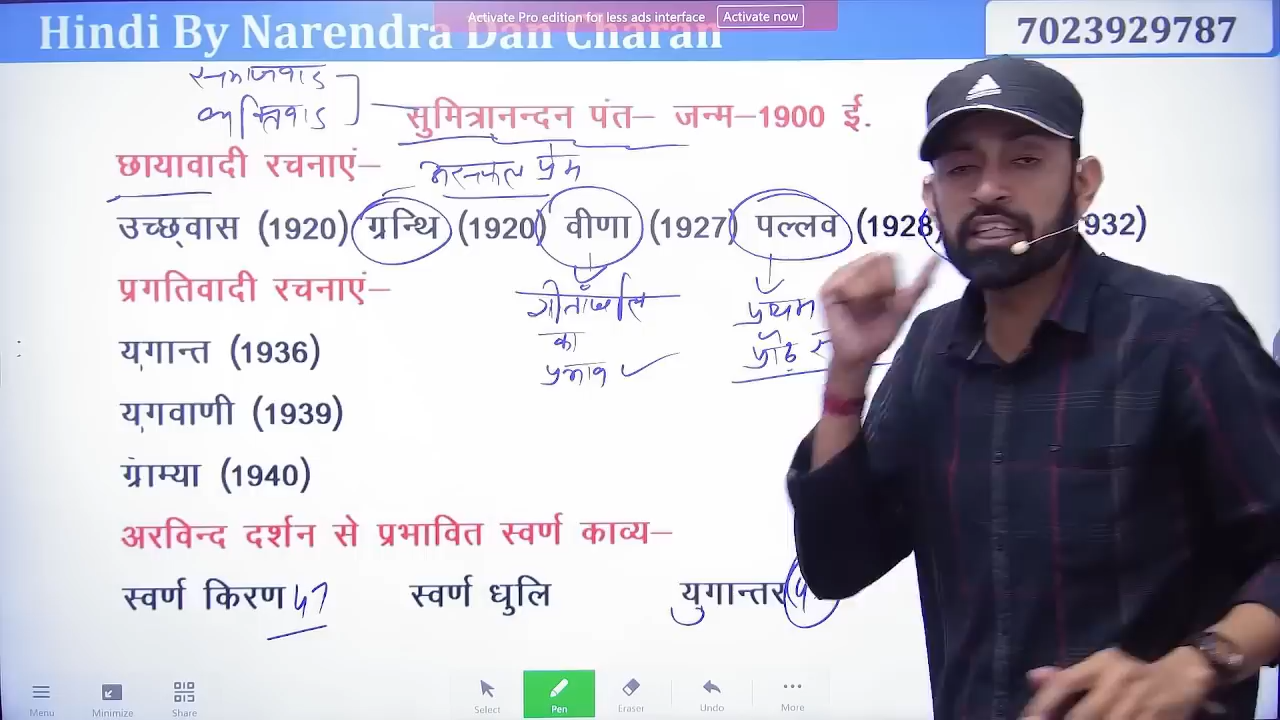 Activate Pro edition for less ads interface Activate now
Hindi By Narendra Dan Charan 7023929787
समाजवाद
व्यक्तिवाद
सुमित्रानन्दन पंत– जन्म–1900 ई.
छायावादी रचनाएं–
असफल प्रेम
उच्छ्वास (1920) ग्रन्थि (1920) वीणा (1927) पल्लव (1928) 932)
प्रगतिवादी रचनाएं–
गीतांजलि प्रथम
का प्रौढ़
प्रभाव
युगान्त (1936)
युगवाणी (1939)
ग्राम्या (1940)
अरविन्द दर्शन से प्रभावित स्वर्ण काव्य–
स्वर्ण किरण 47 स्वर्ण धुलि युगान्तर
Menu Minimize Share Select Pen Eraser Undo More